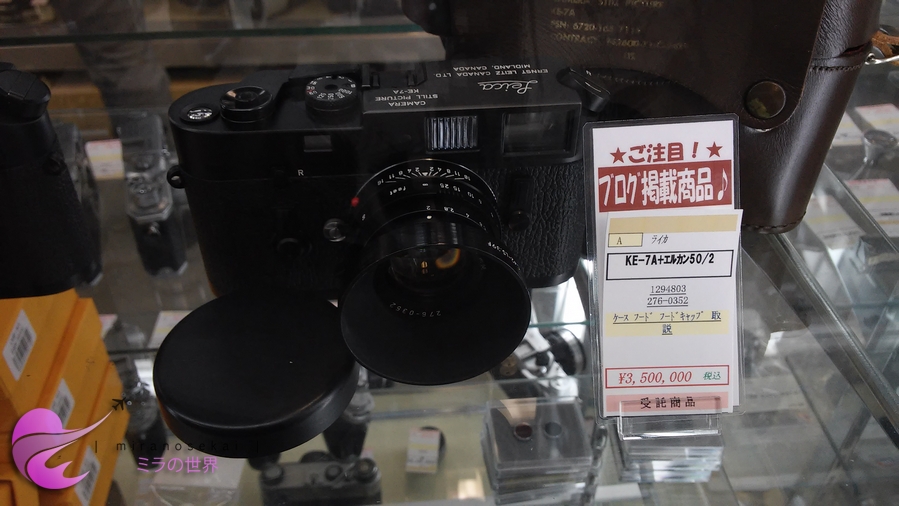 KE-7A
Leica
ERNST LEITZ CANADA LTD
MIDLAND, CANADA
CAMERA
STILL PICTURE
KE-7A
R
feet
276-0352
★ご注目！★
ブログ掲載商品♪
A ライカ
KE-7A+エルカン50/2
1294803
276-0352
ケース フード フードキャップ 取
説
¥3,500,000 税込
受託商品
ミラの世界